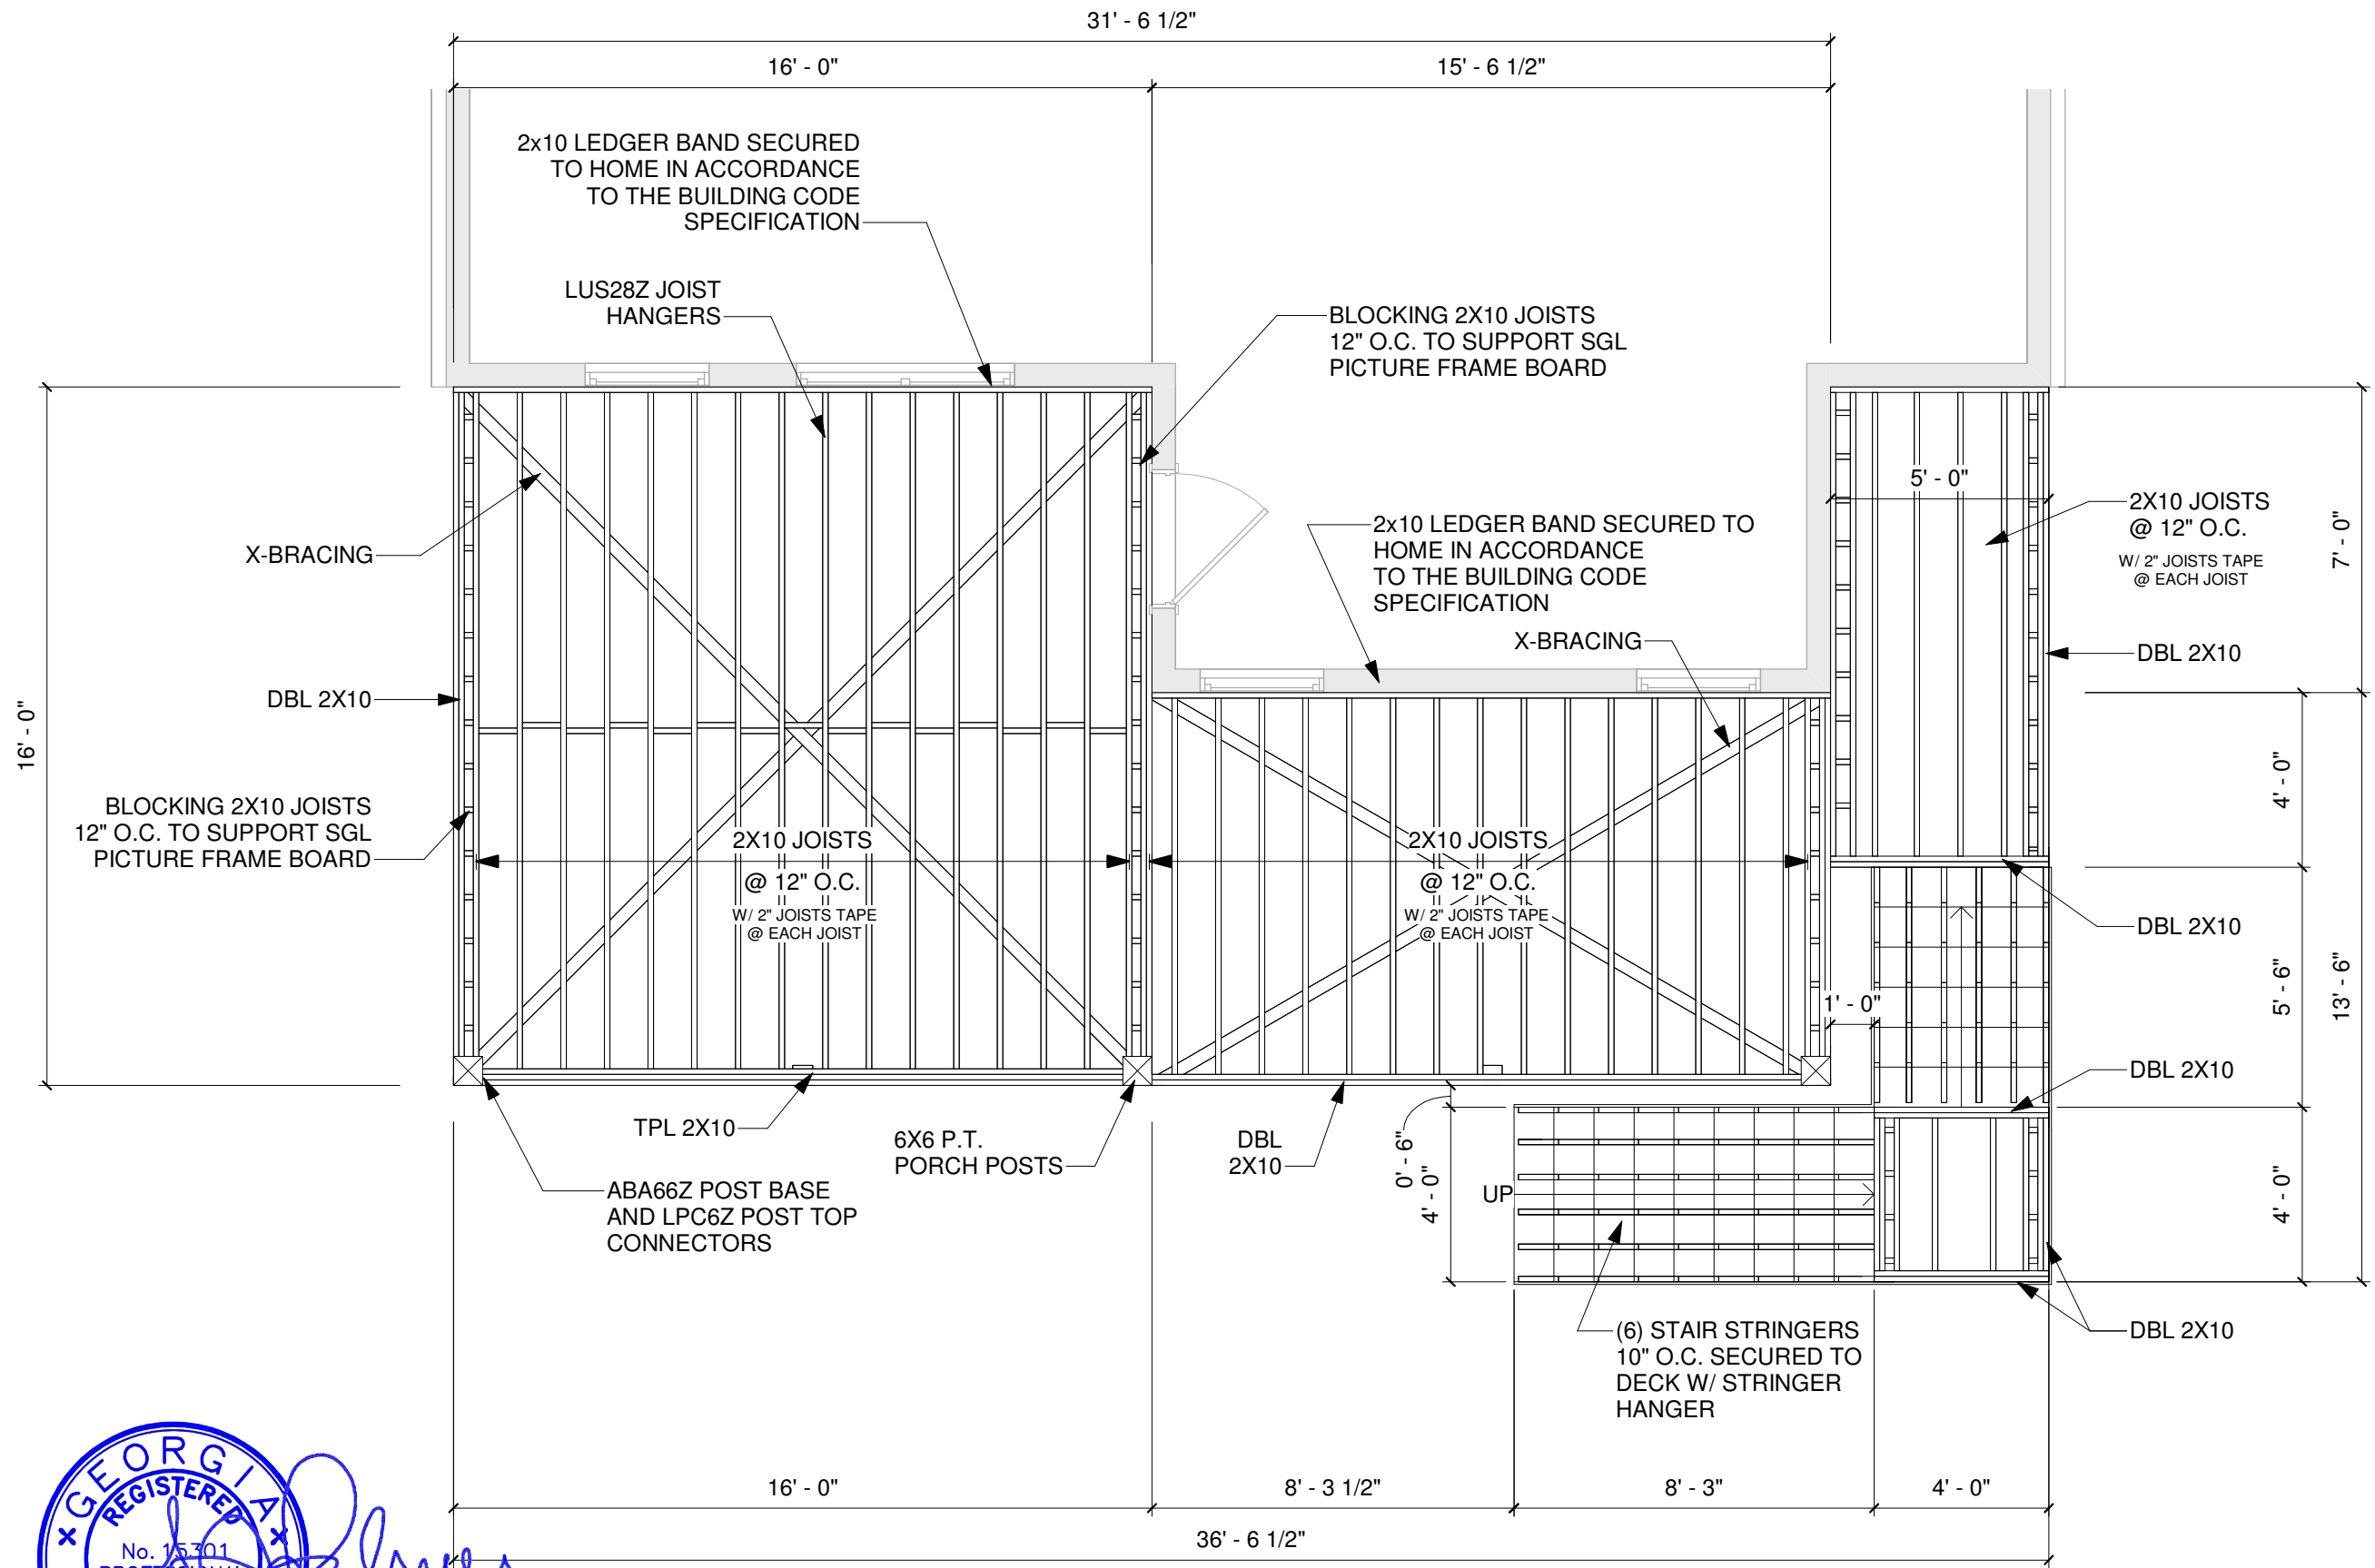 31' - 6 1/2"
16' - 0"
15' - 6 1/2"
2x10 LEDGER BAND SECURED
TO HOME IN ACCORDANCE
TO THE BUILDING CODE
SPECIFICATION
LUS28Z JOIST
HANGERS
BLOCKING 2X10 JOISTS
12" O.C. TO SUPPORT SGL
PICTURE FRAME BOARD
5' - 0"
2X10 JOISTS
@ 12" O.C.
W/ 2" JOISTS TAPE
@ EACH JOIST
7' - 0"
X-BRACING
2x10 LEDGER BAND SECURED TO
HOME IN ACCORDANCE
TO THE BUILDING CODE
SPECIFICATION
X-BRACING
DBL 2X10
DBL 2X10
16' - 0"
4' - 0"
BLOCKING 2X10 JOISTS
12" O.C. TO SUPPORT SGL
PICTURE FRAME BOARD
2X10 JOISTS
@ 12" O.C.
W/ 2" JOISTS TAPE
@ EACH JOIST
2X10 JOISTS
@ 12" O.C.
W/ 2" JOISTS TAPE
@ EACH JOIST
DBL 2X10
5' - 6"
13' - 6"
1' - 0"
DBL 2X10
TPL 2X10
6X6 P.T.
PORCH POSTS
DBL
2X10
0' - 6"
4' - 0"
UP
4' - 0"
ABA66Z POST BASE
AND LPC6Z POST TOP
CONNECTORS
(6) STAIR STRINGERS
10" O.C. SECURED TO
DECK W/ STRINGER
HANGER
DBL 2X10
16' - 0"
8' - 3 1/2"
8' - 3"
4' - 0"
36' - 6 1/2"
GEORGIA
REGISTERED
No. 15301